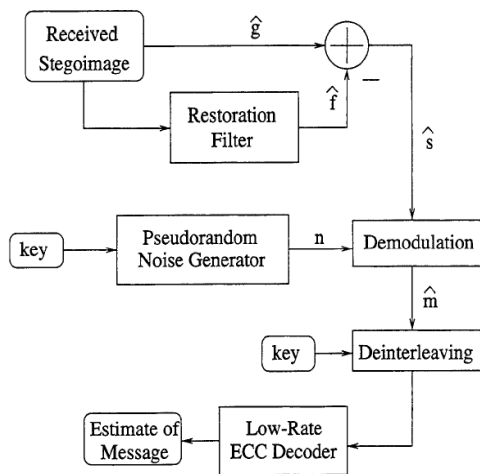 Received
Stegoimage
ĝ
f̂
−
Restoration
Filter
ŝ
key
Pseudorandom
Noise Generator
n
Demodulation
m̂
key
Deinterleaving
Estimate of
Message
Low-Rate
ECC Decoder